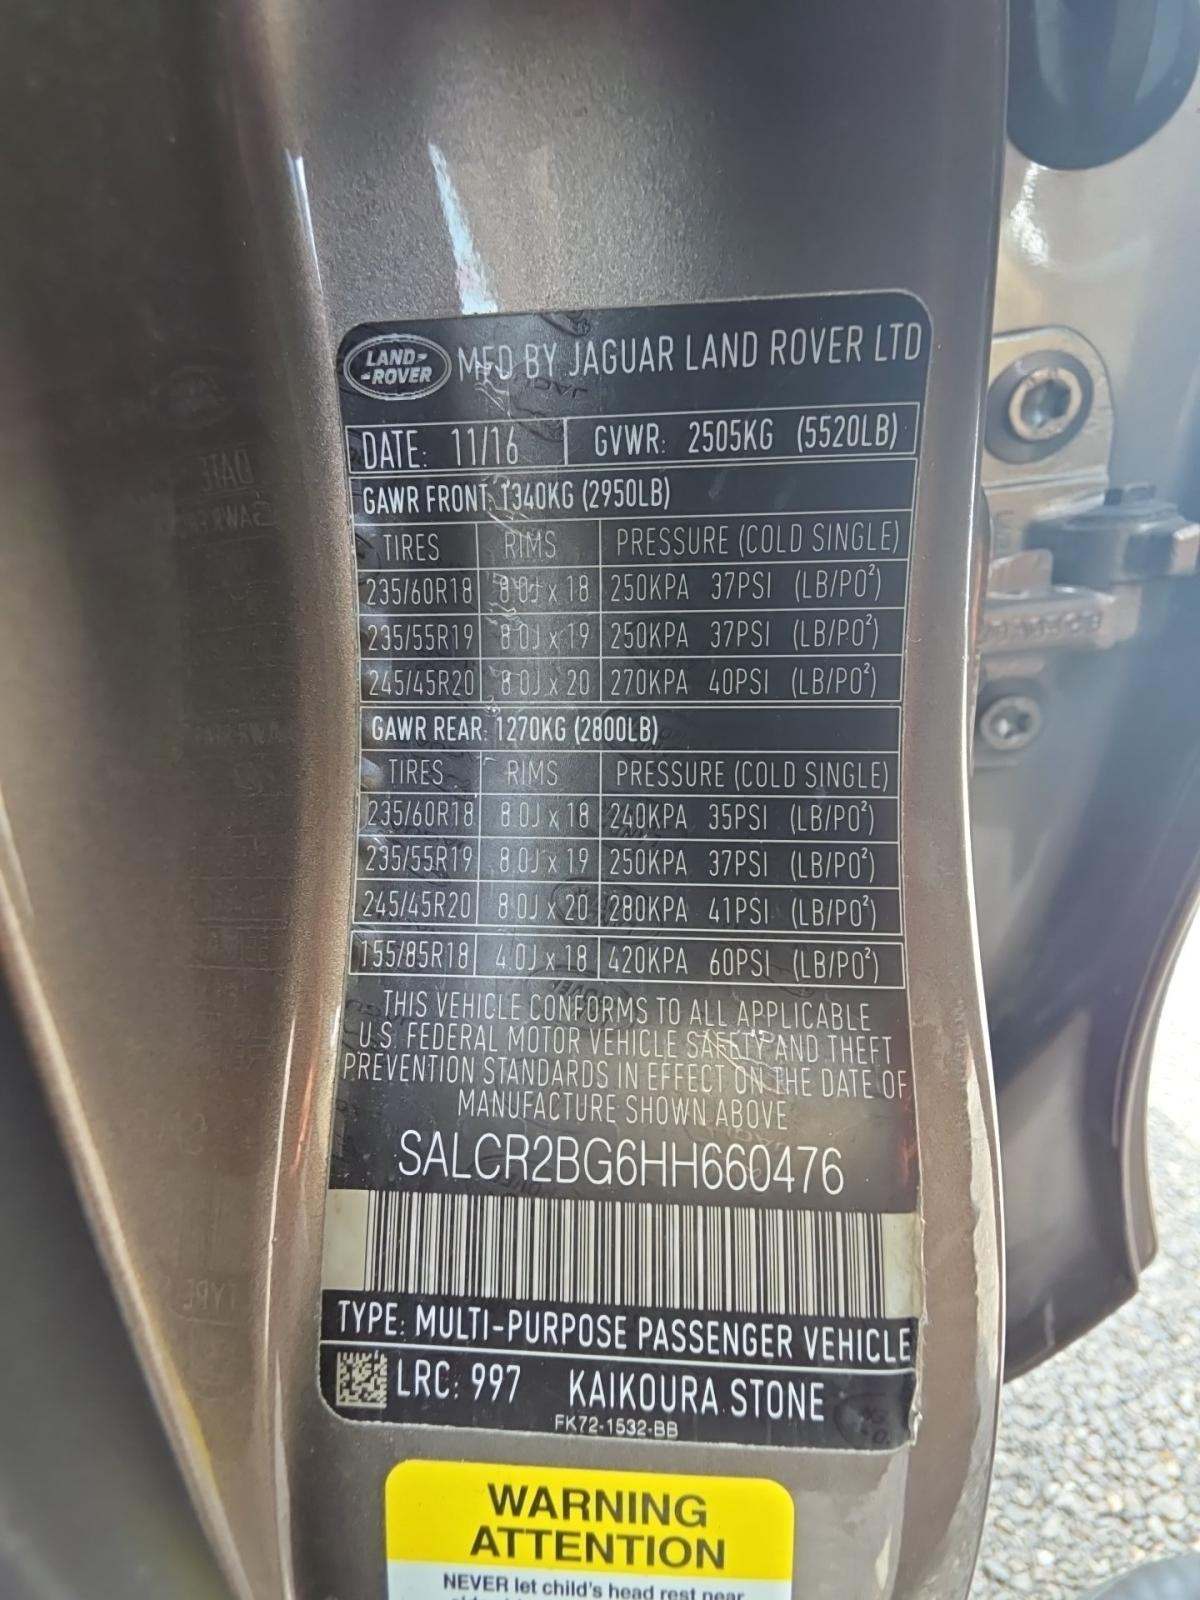 LAND-
-ROVER
MFD BY JAGUAR LAND ROVER LTD
DATE: 11/16 GVWR: 2505KG (5520LB)
GAWR FRONT: 1340KG (2950LB)
TIRES RIMS PRESSURE (COLD SINGLE)
235/60R18 8.0J x 18 250KPA 37PSI (LB/PO²)
235/55R19 8.0J x 19 250KPA 37PSI (LB/PO²)
245/45R20 8.0J x 20 270KPA 40PSI (LB/PO²)
GAWR REAR: 1270KG (2800LB)
TIRES RIMS PRESSURE (COLD SINGLE)
235/60R18 8.0J x 18 240KPA 35PSI (LB/PO²)
235/55R19 8.0J x 19 250KPA 37PSI (LB/PO²)
245/45R20 8.0J x 20 280KPA 41PSI (LB/PO²)
155/85R18 4.0J x 18 420KPA 60PSI (LB/PO²)
THIS VEHICLE CONFORMS TO ALL APPLICABLE
U.S. FEDERAL MOTOR VEHICLE SAFETY AND THEFT
PREVENTION STANDARDS IN EFFECT ON THE DATE OF
MANUFACTURE SHOWN ABOVE
SALCR2BG6HH660476
TYPE: MULTI-PURPOSE PASSENGER VEHICLE
LRC: 997 KAIKOURA STONE
FK72-1532-BB
WARNING
ATTENTION
NEVER let child's head rest near